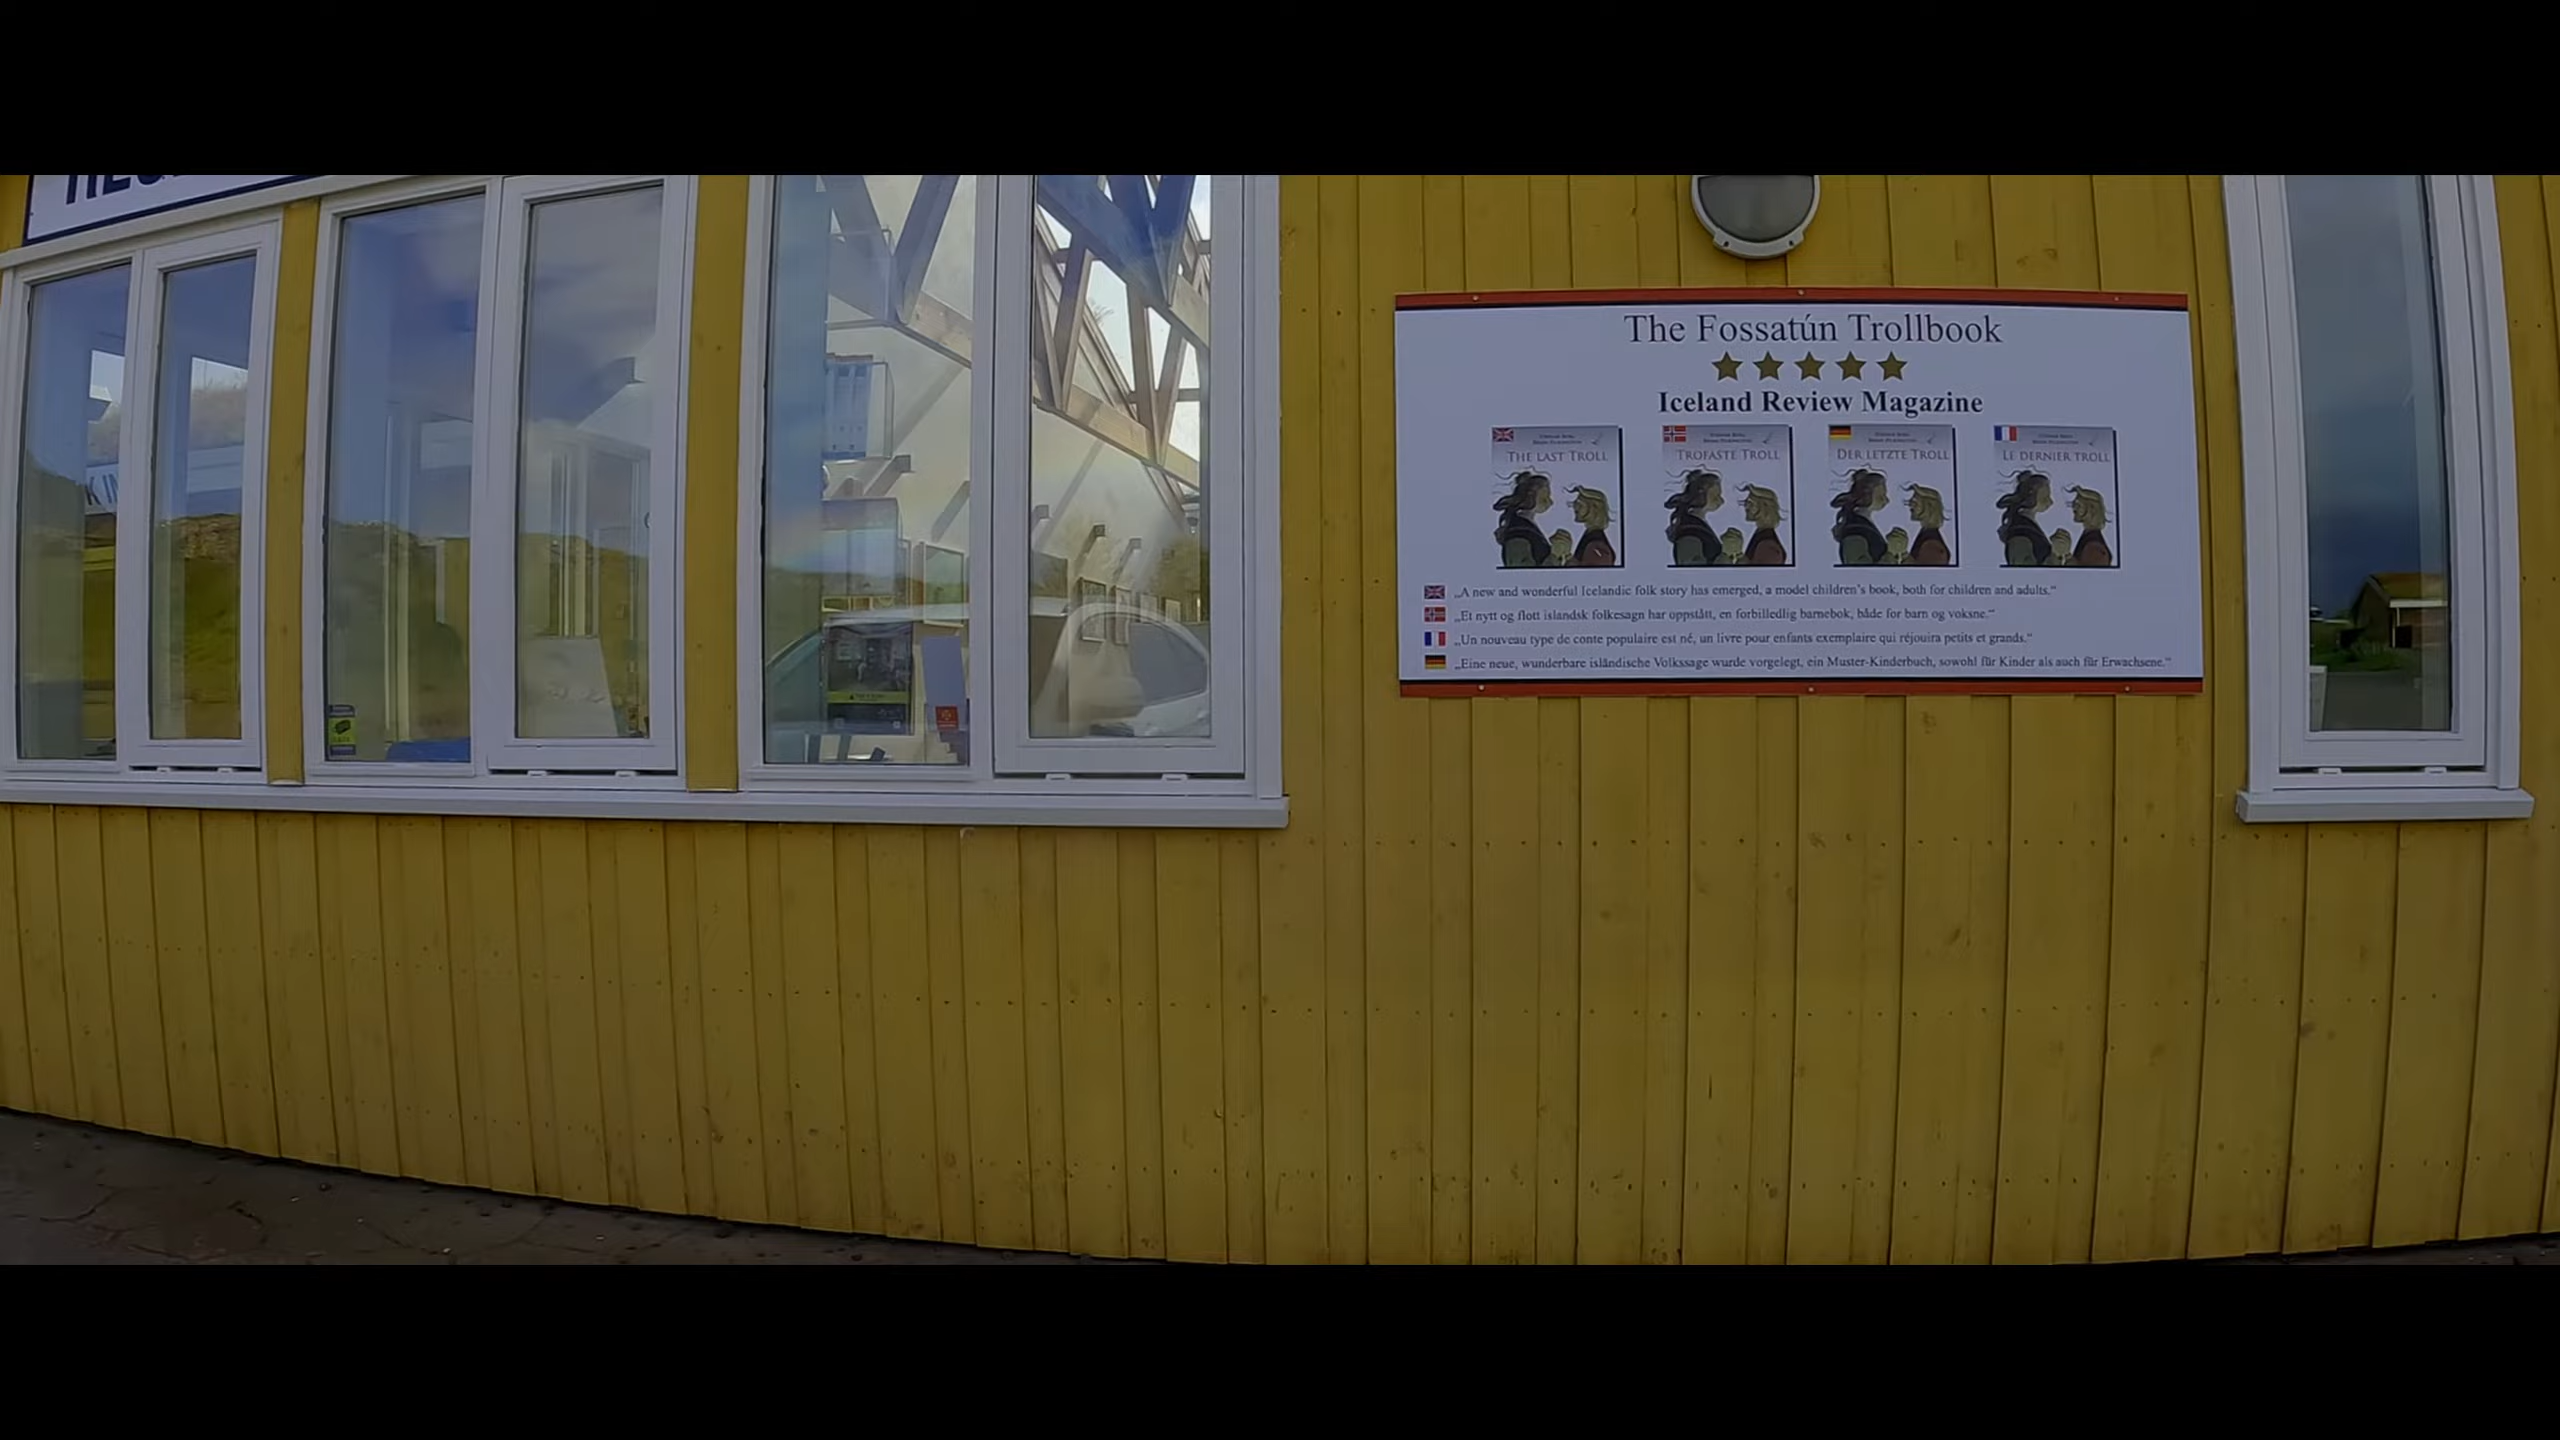 The Fossatún Trollbook
Iceland Review Magazine
THE LAST TROLL
TROFASTE TROLL
DER LETZTE TROLL
LE DERNIER TROLL
„A new and wonderful Icelandic folk story has emerged, a model children's book, both for children and adults."
„Et nytt og flott islandsk folkesagn har oppstått, en forbilledlig barnebok, både for barn og voksne."
„Un nouveau type de conte populaire est né, un livre pour enfants exemplaire qui réjouira petits et grands."
„Eine neue, wunderbare isländische Volkssage wurde vorgelegt, ein Muster-Kinderbuch, sowohl für Kinder als auch für Erwachsene."